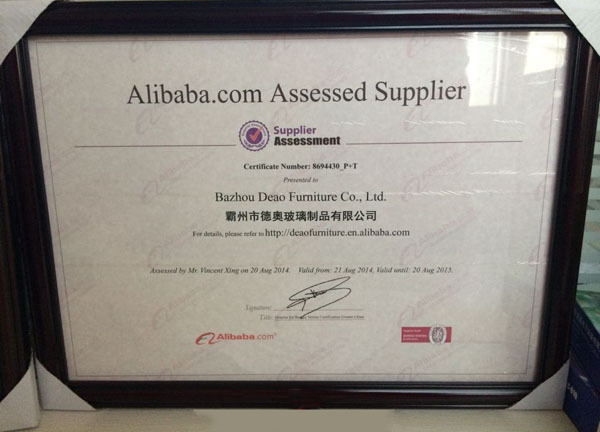 Alibaba.com Assessed Supplier
Supplier
Assessment
Certificate Number: 8694430_P+T
Presented to
Bazhou Deao Furniture Co., Ltd.
霸州市德奥玻璃制品有限公司
For details, please refer to http://deaofurniture.en.alibaba.com
Assessed by Mr. Vincent Xing on 20 Aug 2014. Valid from: 21 Aug 2014, Valid until: 20 Aug 2015.
Signature:
Title:
Alibaba.com